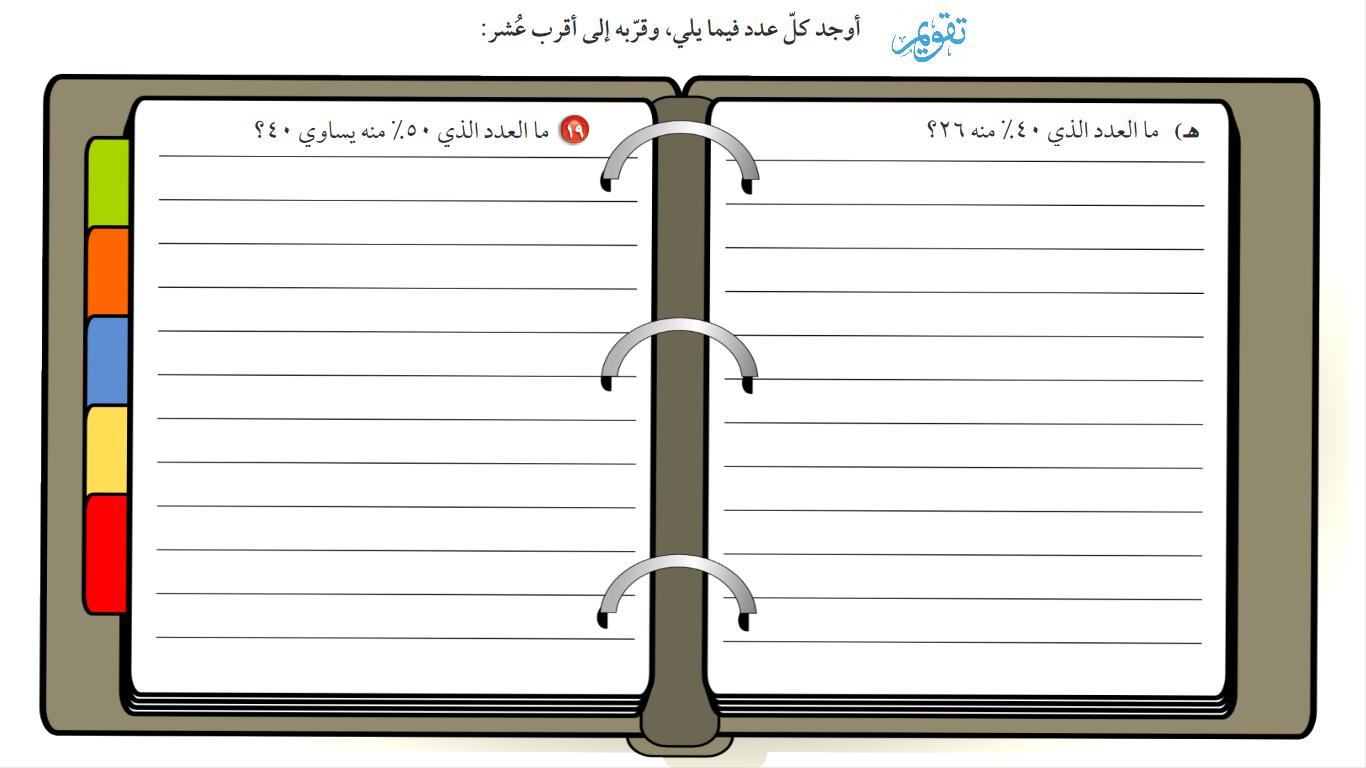 تقويم أوجد كلّ عدد فيما يلي، وقرّبه إلى أقرب عُشر:
هـ) ما العدد الذي ٤٠٪ منه ٢٦؟
١٩ ما العدد الذي ٥٠٪ منه يساوي ٤٠؟